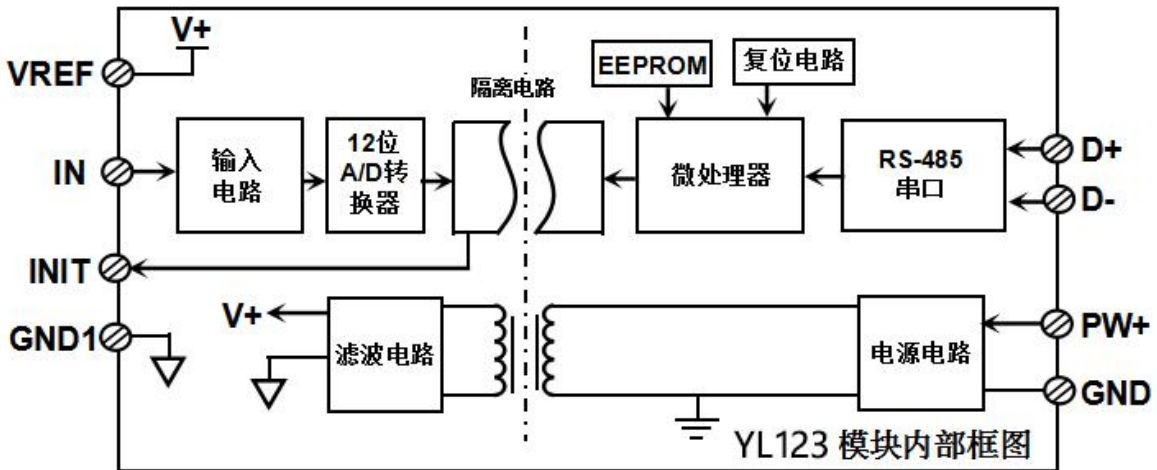 V+
VREF
隔离电路
EEPROM
复位电路
IN
输入
电路
12位
A/D转
换器
微处理器
RS-485
串口
D+
D-
INIT
GND1
V+
滤波电路
电源电路
PW+
GND
YL123 模块内部框图